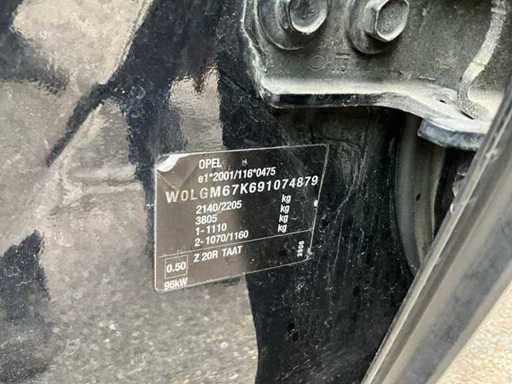 OPEL
e1*2001/116*0475
W0LGM67K691074879
2140/2205 kg
3805 kg
1-1110 kg
2-1070/1160 kg
0.50 Z 20R TAAT
96kW